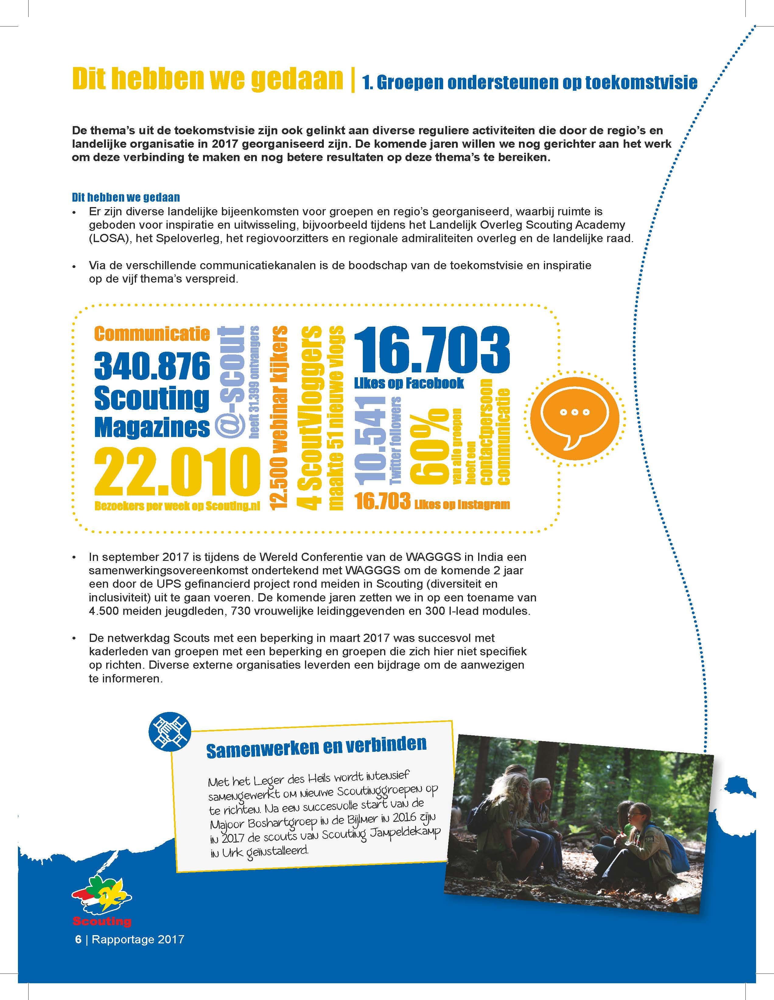 Dit hebben we gedaan | 1. Groepen ondersteunen op toekomstvisie
De thema's uit de toekomstvisie zijn ook gelinkt aan diverse reguliere activiteiten die door de regio's en
landelijke organisatie in 2017 georganiseerd zijn. De komende jaren willen we nog gerichter aan het werk
om deze verbinding te maken en nog betere resultaten op deze thema's te bereiken.
Dit hebben we gedaan
• Er zijn diverse landelijke bijeenkomsten voor groepen en regio's georganiseerd, waarbij ruimte is
geboden voor inspiratie en uitwisseling, bijvoorbeeld tijdens het Landelijk Overleg Scouting Academy
(LOSA), het Speloverleg, het regiovoorzitters en regionale admiraliteiten overleg en de landelijke raad.
• Via de verschillende communicatiekanalen is de boodschap van de toekomstvisie en inspiratie
op de vijf thema's verspreid.
Communicatie
340.876
Scouting
Magazines
@-scout
heeft 31.399 ontvangers
22.010
Bezoekers per week op Scouting.nl
12.500 webinar kijkers
4 ScoutVloggers
maakte 51 nieuwe vlogs
16.703
Likes op Facebook
10.541
Twitter followers
60%
van alle groepen
heeft een
contactpersoon
communicatie
16.703 Likes op Instagram
• In september 2017 is tijdens de Wereld Conferentie van de WAGGGS in India een
samenwerkingsovereenkomst ondertekend met WAGGGS om de komende 2 jaar
een door de UPS gefinancierd project rond meiden in Scouting (diversiteit en
inclusiviteit) uit te gaan voeren. De komende jaren zetten we in op een toename van
4.500 meiden jeugdleden, 730 vrouwelijke leidinggevenden en 300 I-lead modules.
• De netwerkdag Scouts met een beperking in maart 2017 was succesvol met
kaderleden van groepen met een beperking en groepen die zich hier niet specifiek
op richten. Diverse externe organisaties leverden een bijdrage om de aanwezigen
te informeren.
Samenwerken en verbinden
Met het Leger des Heils wordt intensief
samengewerkt om nieuwe Scoutinggroepen op
te richten. Na een succesvolle start van de
Majoor Boshartgroep in de Bijlmer in 2016 zijn
in 2017 de scouts van Scouting Jampeldekamp
in Urk geïnstalleerd.
Scouting
6 | Rapportage 2017